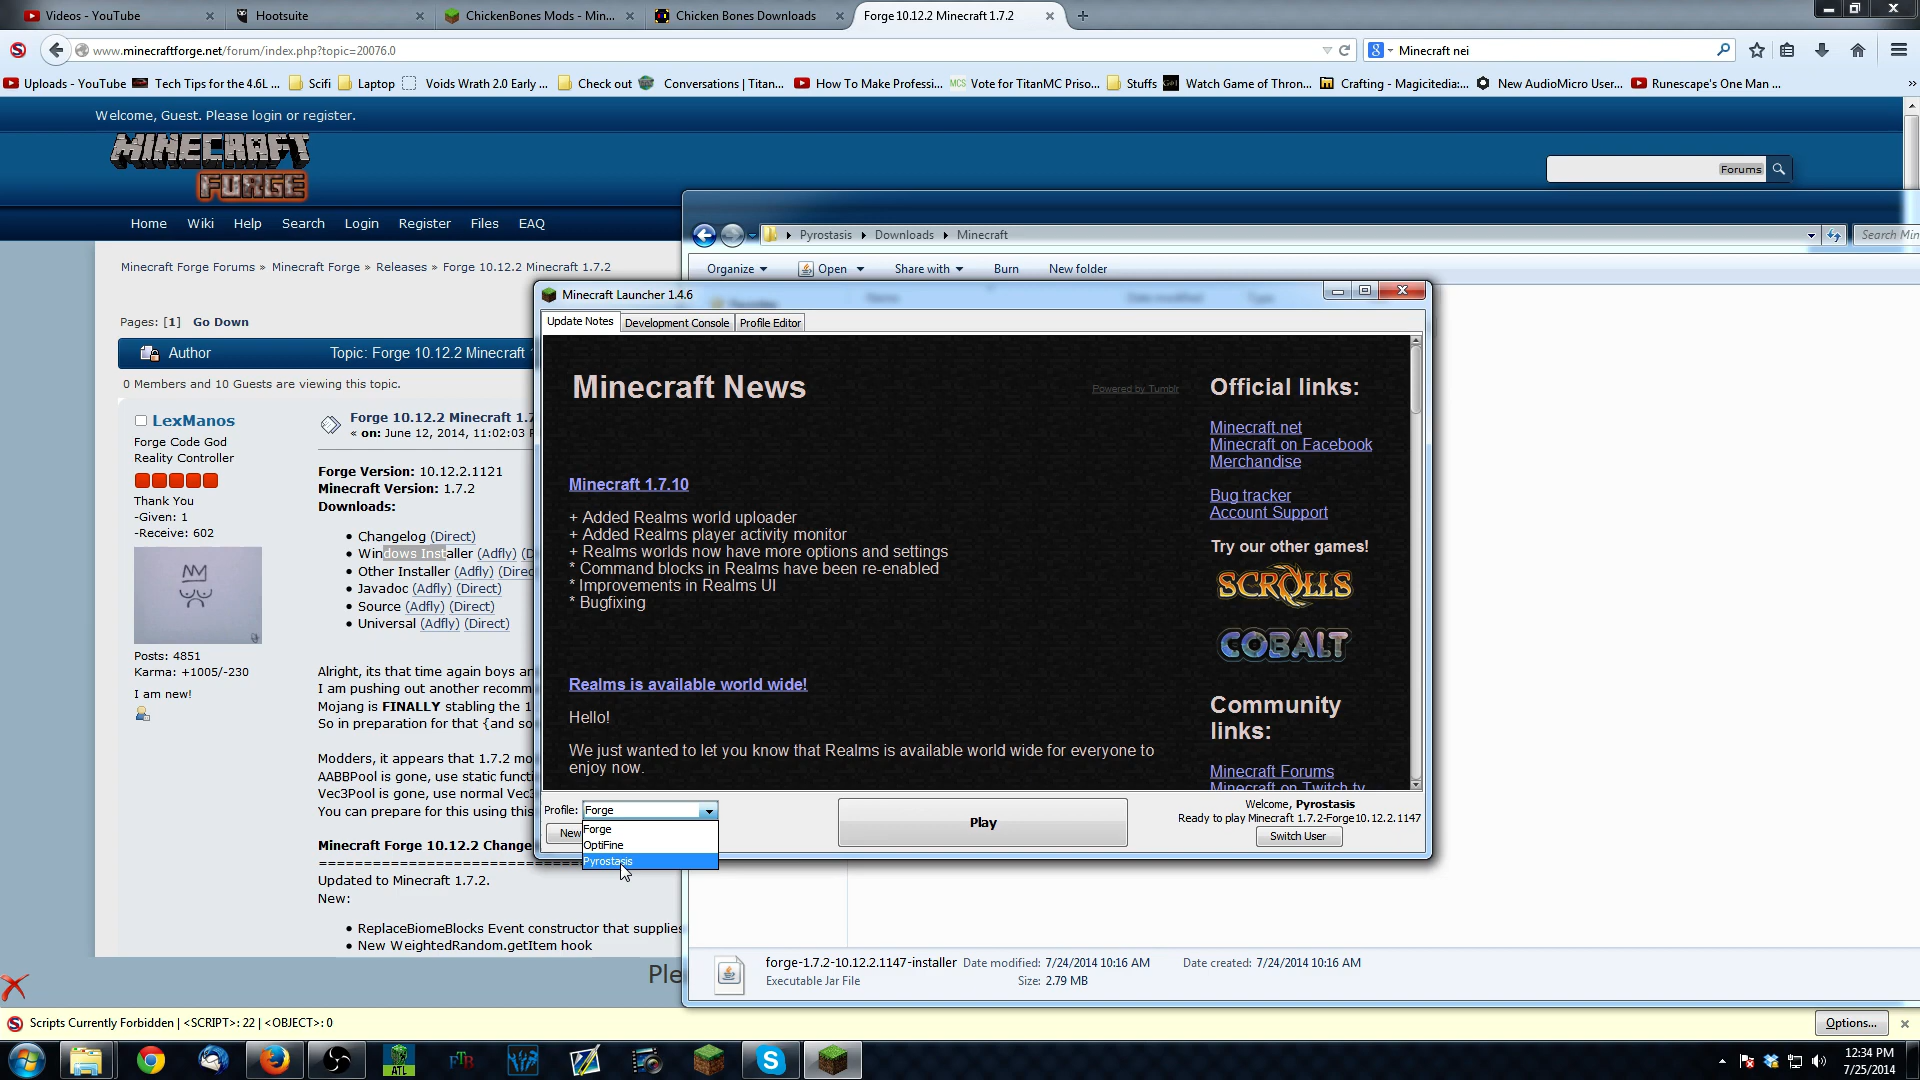 Videos - YouTube
Hootsuite
ChickenBones Mods - Min...
Chicken Bones Downloads
Forge 10.12.2 Minecraft 1.7.2
www.minecraftforge.net/forum/index.php?topic=20076.0
Minecraft nei
Uploads - YouTube
Tech Tips for the 4.6L ...
Scifi
Laptop
Voids Wrath 2.0 Early ...
Check out
Conversations | Titan...
How To Make Professi...
MCS Vote for TitanMC Priso...
Stuffs
Watch Game of Thron...
Crafting - Magicitedia:...
New AudioMicro User...
Runescape's One Man ...
Welcome, Guest. Please login or register.
MINECRAFT
FORGE
Forums
Home Wiki Help Search Login Register Files EAQ
Pyrostasis Downloads Minecraft
Search Min
Organize Open Share with Burn New folder
Minecraft Forge Forums » Minecraft Forge » Releases » Forge 10.12.2 Minecraft 1.7.2
Pages: [1] Go Down
Author Topic: Forge 10.12.2 Minecraft
0 Members and 10 Guests are viewing this topic.
LexManos
Forge Code God
Reality Controller
Thank You
-Given: 1
-Receive: 602
Posts: 4851
Karma: +1005/-230
I am new!
Forge 10.12.2 Minecraft 1.7
« on: June 12, 2014, 11:02:03
Forge Version: 10.12.2.1121
Minecraft Version: 1.7.2
Downloads:
Changelog (Direct)
Windows Installer (Adfly) (D
Other Installer (Adfly) (Direc
Javadoc (Adfly) (Direct)
Source (Adfly) (Direct)
Universal (Adfly) (Direct)
Alright, its that time again boys an
I am pushing out another recomm
Mojang is FINALLY stabling the 1
So in preparation for that {and so
Modders, it appears that 1.7.2 mo
AABBPool is gone, use static functi
Vec3Pool is gone, use normal Vec3
You can prepare for this using this
Minecraft Forge 10.12.2 Change
Updated to Minecraft 1.7.2.
New:
ReplaceBiomeBlocks Event constructor that supplies
New WeightedRandom.getItem hook
Ple
Minecraft Launcher 1.4.6
Update Notes Development Console Profile Editor
Minecraft News
Powered by Tumblr
Minecraft 1.7.10
+ Added Realms world uploader
+ Added Realms player activity monitor
+ Realms worlds now have more options and settings
* Command blocks in Realms have been re-enabled
* Improvements in Realms UI
* Bugfixing
Realms is available world wide!
Hello!
We just wanted to let you know that Realms is available world wide for everyone to
enjoy now.
Official links:
Minecraft.net
Minecraft on Facebook
Merchandise
Bug tracker
Account Support
Try our other games!
SCROLLS
COBALT
Community
links:
Minecraft Forums
Minecraft on Twitch.tv
Profile: Forge
New
Forge
OptiFine
Pyrostasis
Play
Welcome, Pyrostasis
Ready to play Minecraft 1.7.2-Forge10.12.2.1147
Switch User
forge-1.7.2-10.12.2.1147-installer Date modified: 7/24/2014 10:16 AM Date created: 7/24/2014 10:16 AM
Executable Jar File Size: 2.79 MB
Scripts Currently Forbidden | <SCRIPT>: 22 | <OBJECT>: 0
Options...
ATL
FTB
12:34 PM
7/25/2014